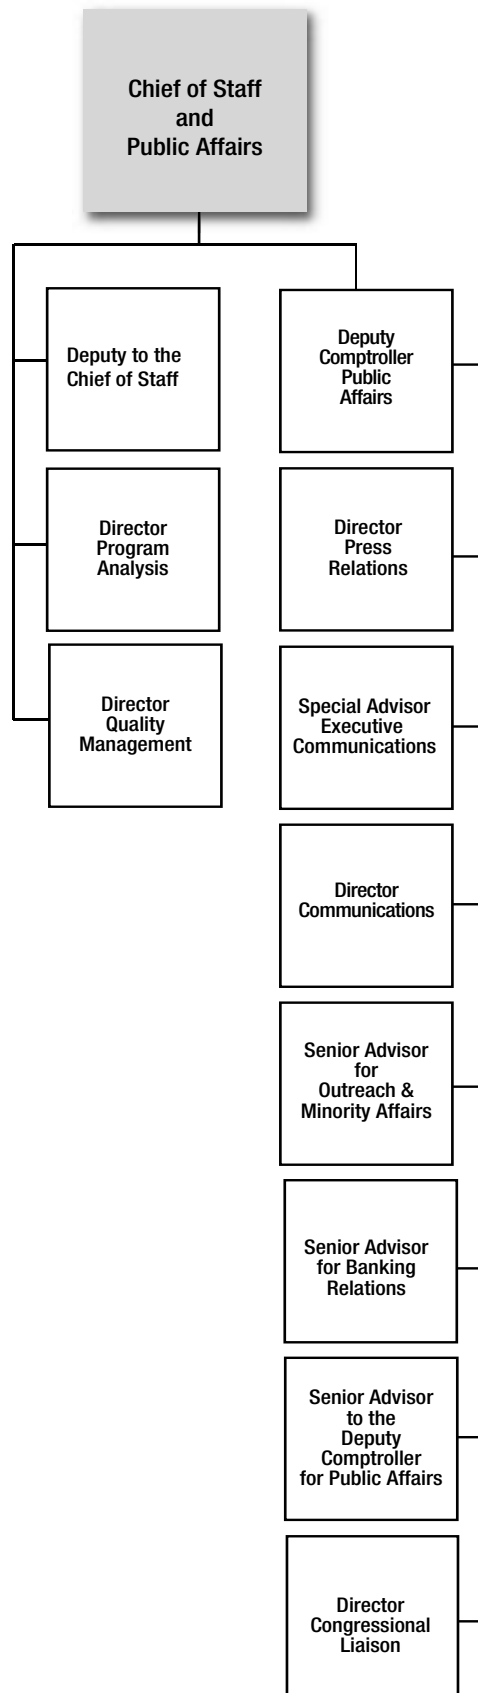 Chief of Staff
and
Public Affairs
Deputy to the
Chief of Staff
Director
Program
Analysis
Director
Quality
Management
Deputy
Comptroller
Public
Affairs
Director
Press
Relations
Special Advisor
Executive
Communications
Director
Communications
Senior Advisor
for
Outreach &
Minority Affairs
Senior Advisor
for Banking
Relations
Senior Advisor
to the
Deputy
Comptroller
for Public Affairs
Director
Congressional
Liaison